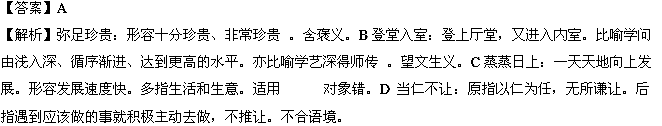 【答案】A
【解析】弥足珍贵：形容十分珍贵、非常珍贵 。含褒义。B 登堂入室：登上厅堂，又进入内室。比喻学问
由浅入深、循序渐进、达到更高的水平。亦比喻学艺深得师传 。望文生义。C 蒸蒸日上：一天天地向上发
展。形容发展速度快。多指生活和生意。适用 对象错。D 当仁不让：原指以仁为任，无所谦让。后
指遇到应该做的事就积极主动去做，不推让。不合语境。